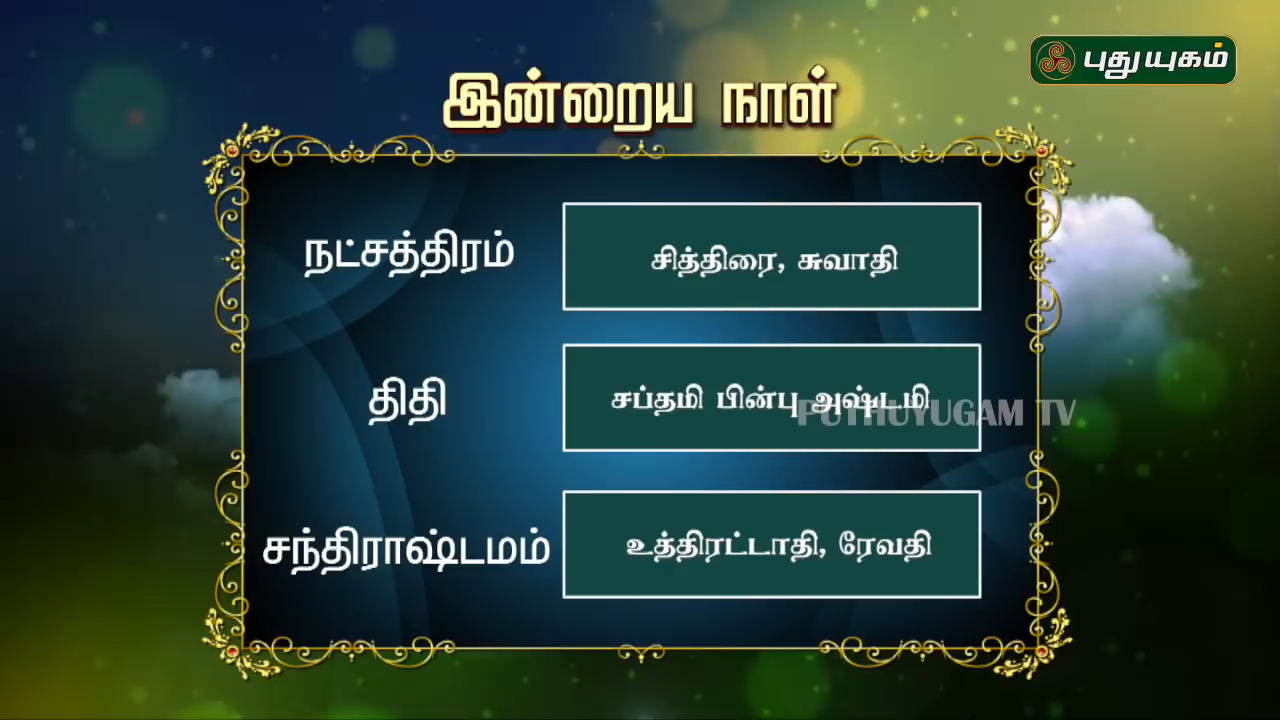 புதுயுகம்
இன்றைய நாள்
நட்சத்திரம்
சித்திரை, சுவாதி
திதி
சப்தமி பின்பு அஷ்டமி
PUTHUYUGAM TV
சந்திராஷ்டமம்
உத்திரட்டாதி, ரேவதி